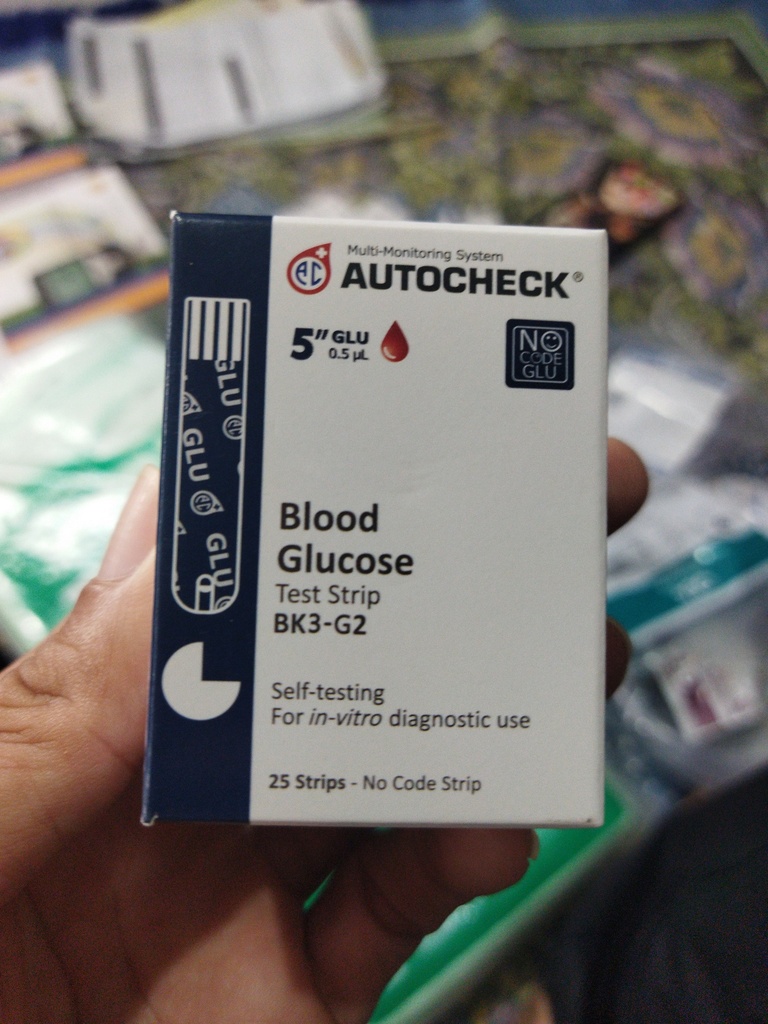 Multi-Monitoring System
AC AUTOCHECK®
5" GLU
0.5 µL
NO
CODE
GLU
GLU
GLU
GLU
Blood
Glucose
Test Strip
BK3-G2
Self-testing
For in-vitro diagnostic use
25 Strips - No Code Strip